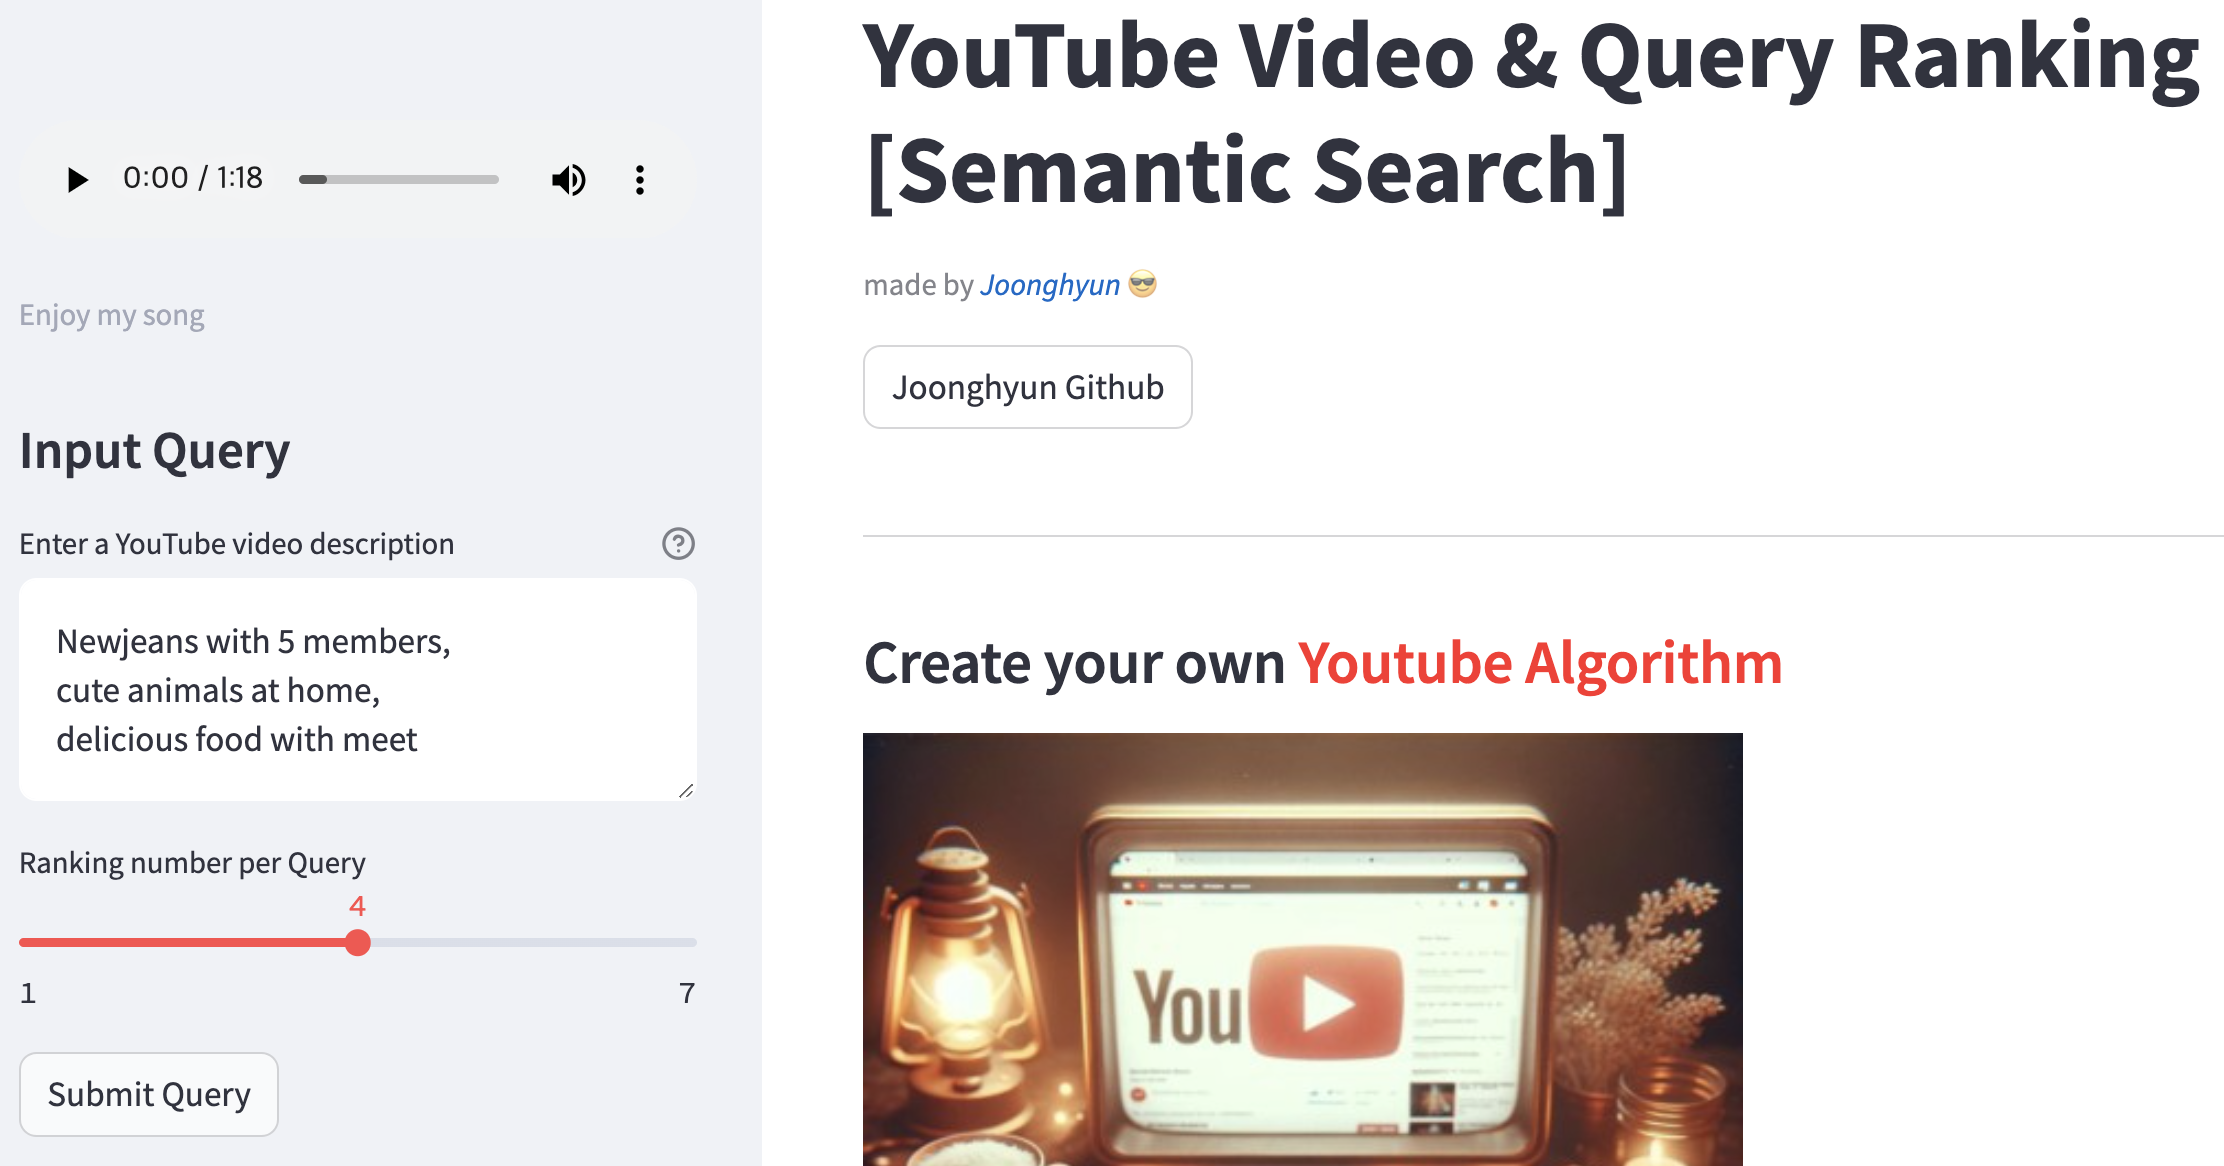 0:00 / 1:18
Enjoy my song
Input Query
Enter a YouTube video description
Newjeans with 5 members,
cute animals at home,
delicious food with meet
Ranking number per Query
4
1
7
Submit Query
YouTube Video & Query Ranking
[Semantic Search]
made by Joonghyun 😎
Joonghyun Github
Create your own Youtube Algorithm
You